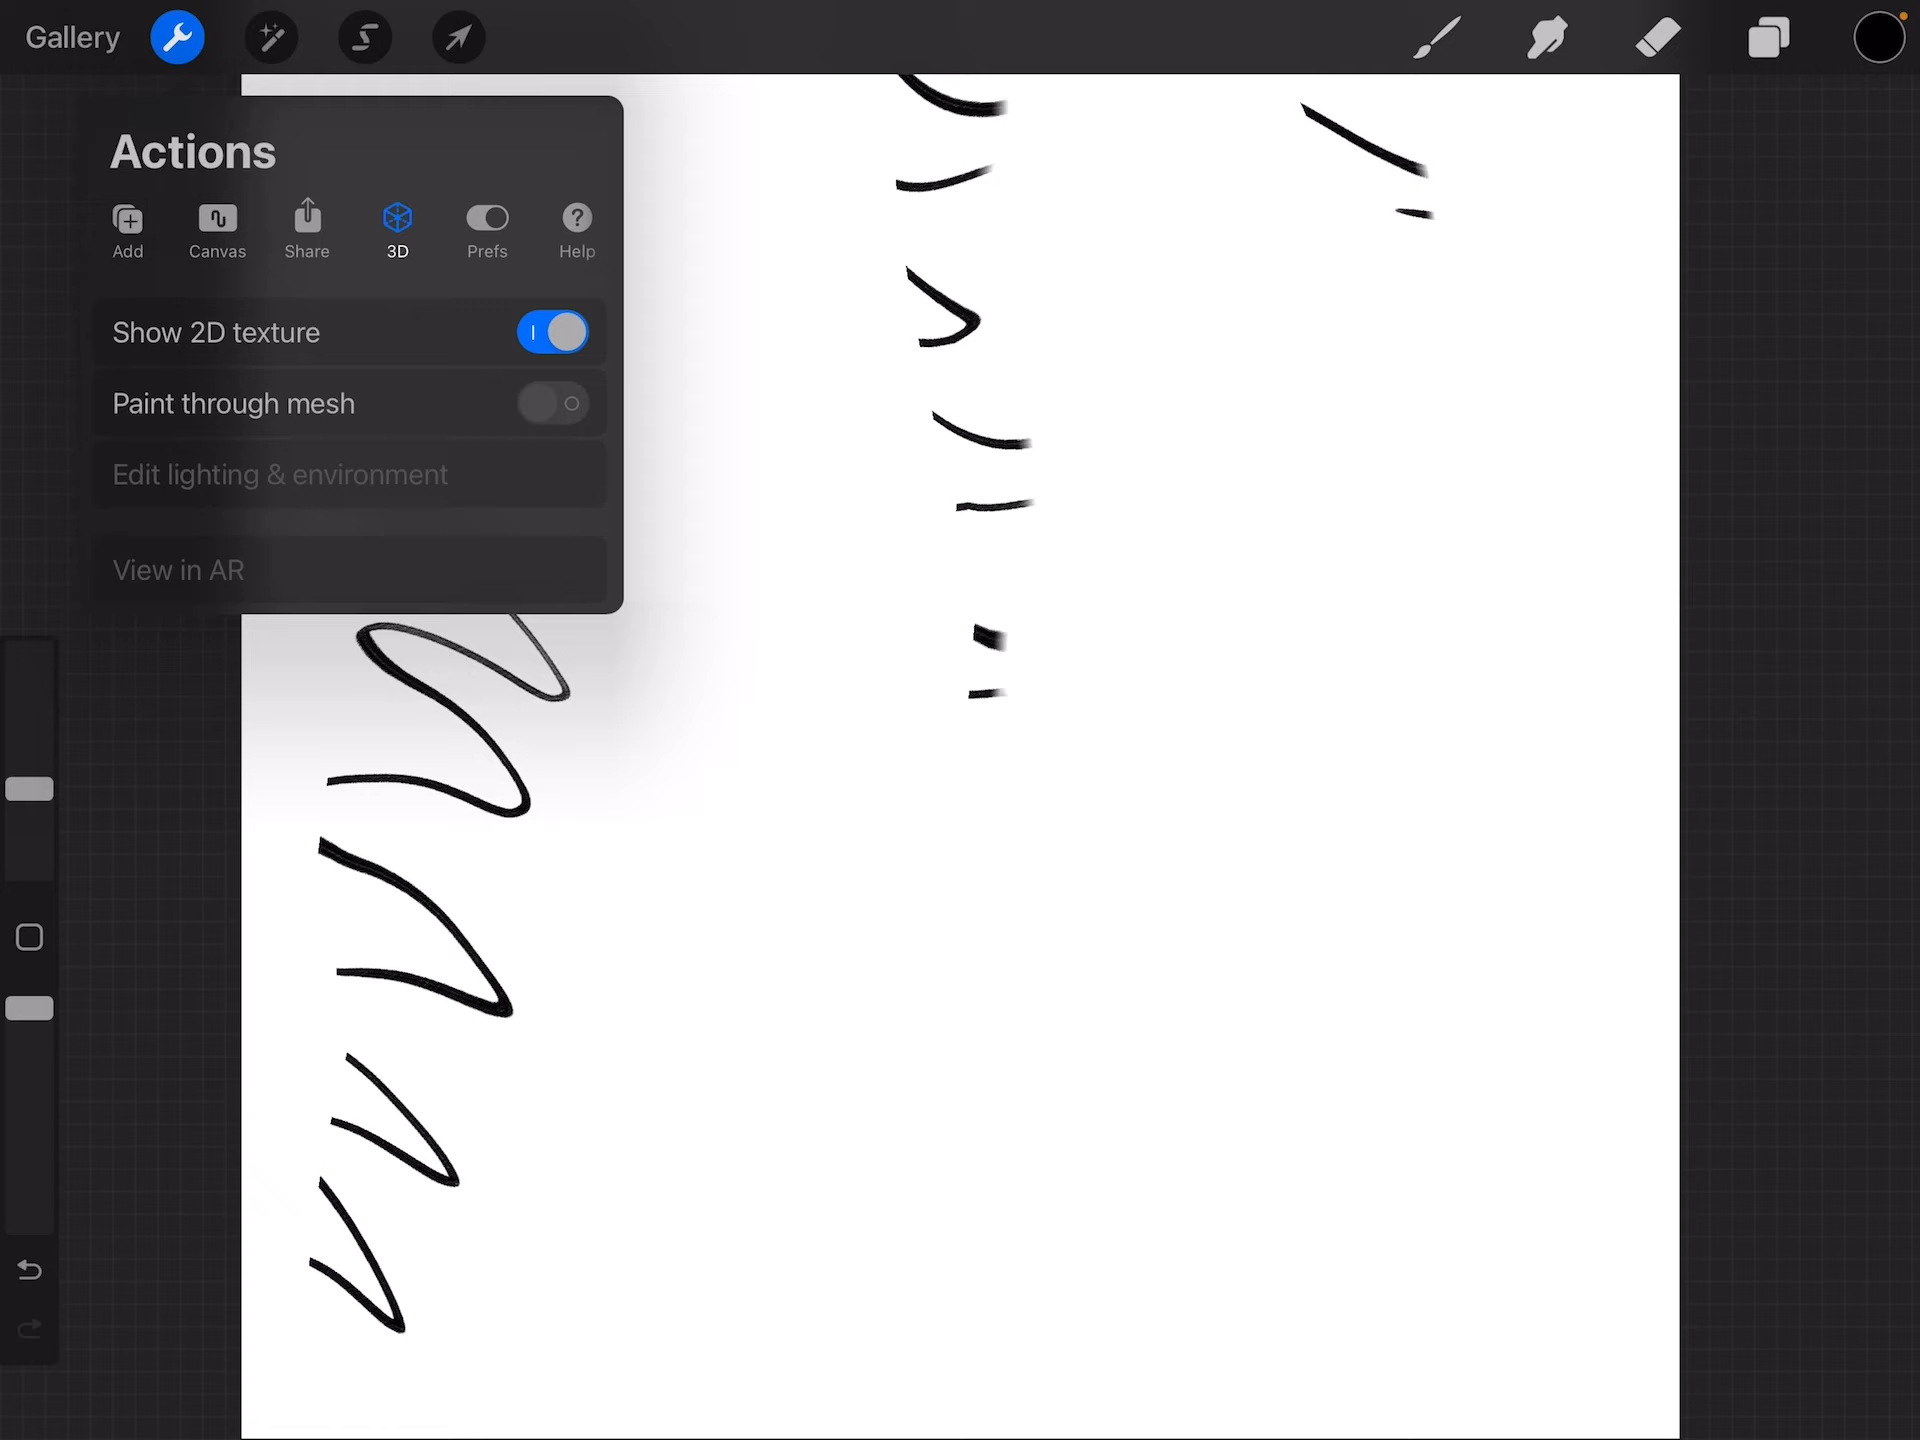 Gallery
Actions
Add Canvas Share 3D Prefs Help
Show 2D texture
Paint through mesh
Edit lighting & environment
View in AR